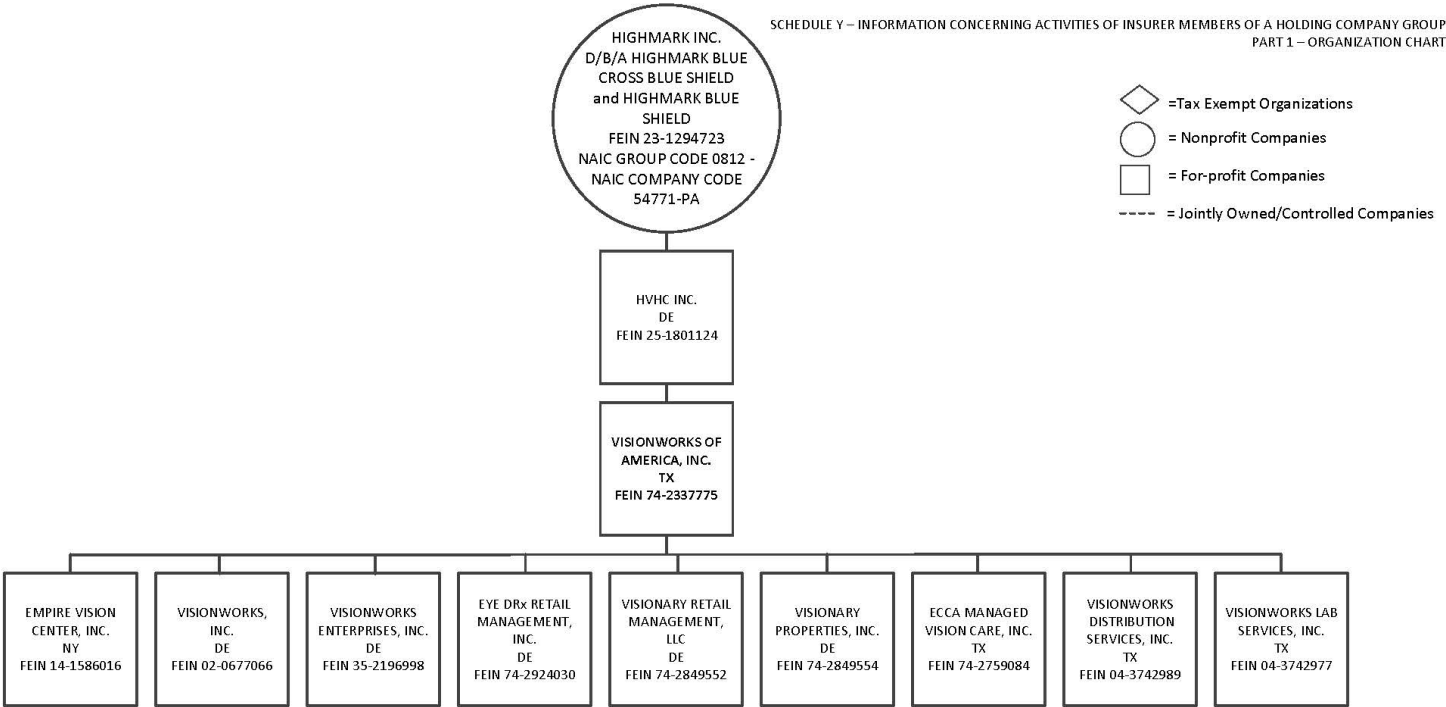 SCHEDULE Y – INFORMATION CONCERNING ACTIVITIES OF INSURER MEMBERS OF A HOLDING COMPANY GROUP
PART 1 – ORGANIZATION CHART
HIGHMARK INC.
D/B/A HIGHMARK BLUE
CROSS BLUE SHIELD
and HIGHMARK BLUE
SHIELD
FEIN 23-1294723
NAIC GROUP CODE 0812 -
NAIC COMPANY CODE
54771-PA
=Tax Exempt Organizations
= Nonprofit Companies
= For-profit Companies
= Jointly Owned/Controlled Companies
HVHC INC.
DE
FEIN 25-1801124
VISIONWORKS OF
AMERICA, INC.
TX
FEIN 74-2337775
EMPIRE VISION
CENTER, INC.
NY
FEIN 14-1586016
VISIONWORKS,
INC.
DE
FEIN 02-0677066
VISIONWORKS
ENTERPRISES, INC.
DE
FEIN 35-2196998
EYE DRx RETAIL
MANAGEMENT,
INC.
DE
FEIN 74-2924030
VISIONARY RETAIL
MANAGEMENT,
LLC
DE
FEIN 74-2849552
VISIONARY
PROPERTIES, INC.
DE
FEIN 74-2849554
ECCA MANAGED
VISION CARE, INC.
TX
FEIN 74-2759084
VISIONWORKS
DISTRIBUTION
SERVICES, INC.
TX
FEIN 04-3742989
VISIONWORKS LAB
SERVICES, INC.
TX
FEIN 04-3742977